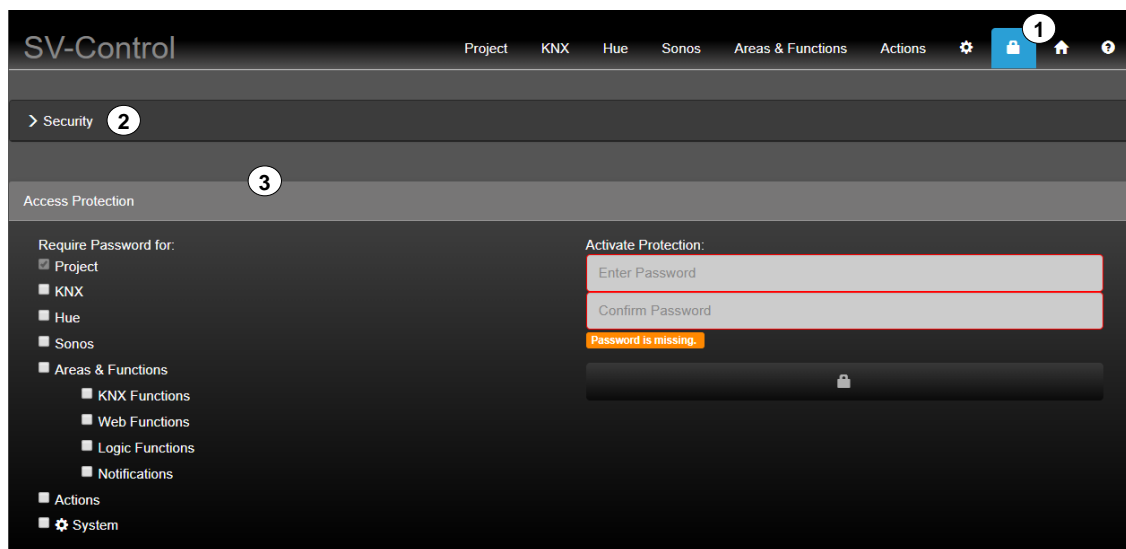 SV-Control Project KNX Hue Sonos Areas & Functions Actions 1
Security 2
3
Access Protection
Require Password for:
Project
KNX
Hue
Sonos
Areas & Functions
KNX Functions
Web Functions
Logic Functions
Notifications
Actions
System
Activate Protection:
Enter Password
Confirm Password
Password is missing.